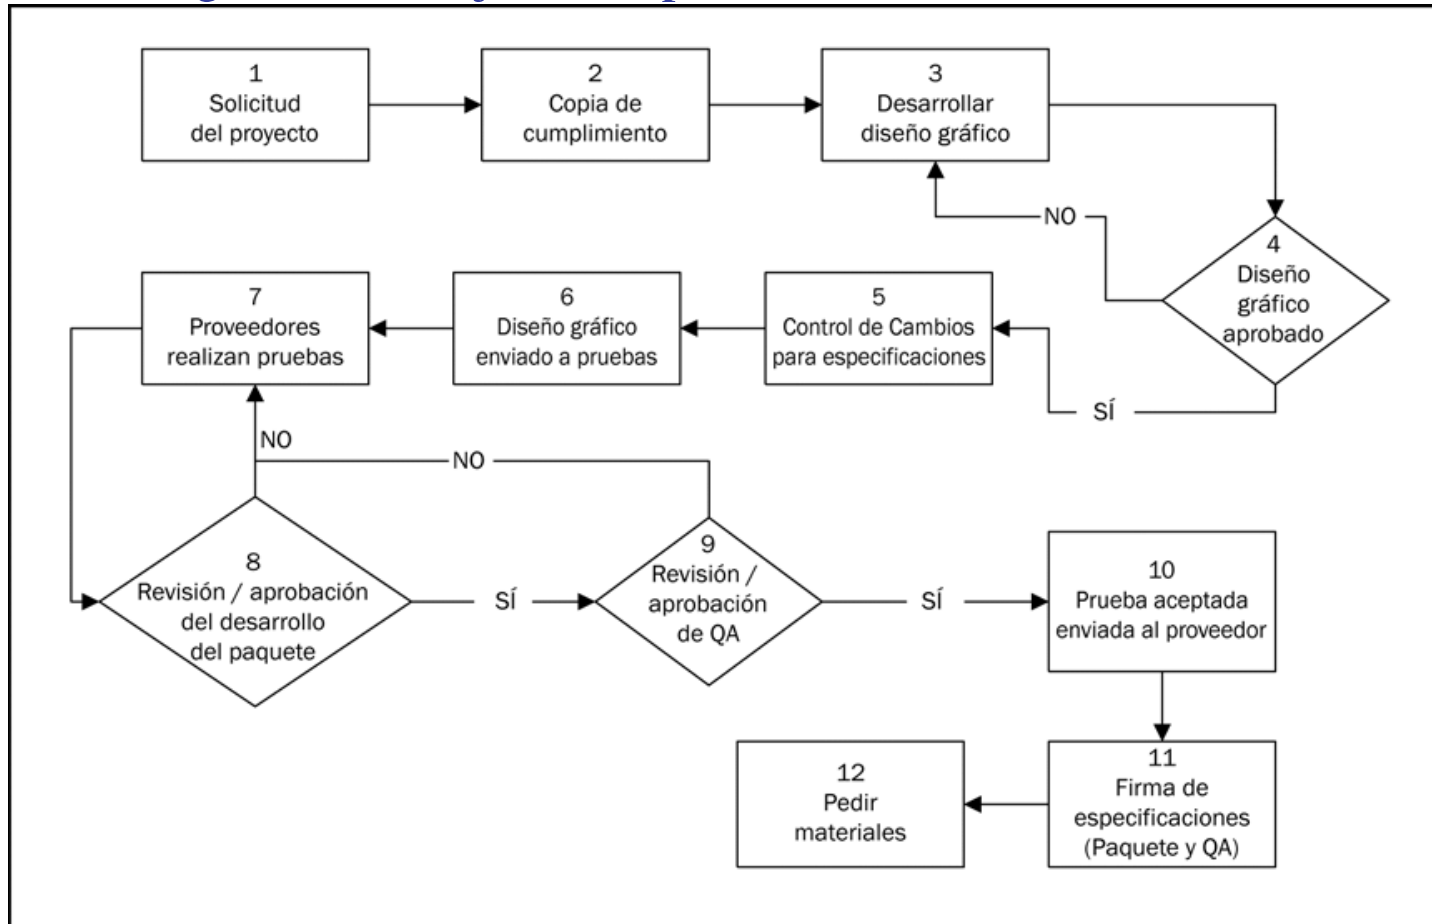 1
Solicitud
del proyecto
2
Copia de
cumplimiento
3
Desarrollar
diseño gráfico
NO
4
Diseño
gráfico
aprobado
SÍ
5
Control de Cambios
para especificaciones
6
Diseño gráfico
enviado a pruebas
7
Proveedores
realizan pruebas
NO
NO
8
Revisión / aprobación
del desarrollo
del paquete
SÍ
9
Revisión /
aprobación
de QA
SÍ
10
Prueba aceptada
enviada al proveedor
11
Firma de
especificaciones
(Paquete y QA)
12
Pedir
materiales